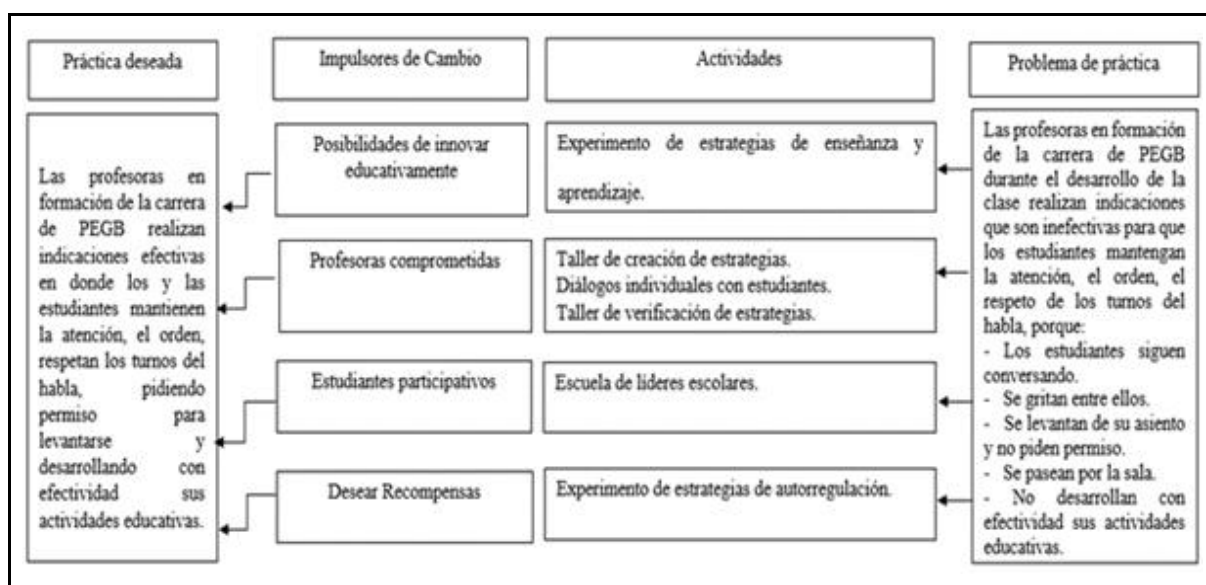 Práctica deseada
Las profesoras en
formación de la carrera
de PEGB realizan
indicaciones efectivas
en donde los y las
estudiantes mantienen
la atención, el orden,
respetan los turnos del
habla, pidiendo
permiso para
levantarse y
desarrollando con
efectividad sus
actividades educativas.
Impulsores de Cambio
Posibilidades de innovar
educativamente
Profesoras comprometidas
Estudiantes participativos
Desear Recompensas
Actividades
Experimento de estrategias de enseñanza y
aprendizaje.
Taller de creación de estrategias.
Diálogos individuales con estudiantes.
Taller de verificación de estrategias.
Escuela de líderes escolares.
Experimento de estrategias de autorregulación.
Problema de práctica
Las profesoras en formación
de la carrera de PEGB
durante el desarrollo de la
clase realizan indicaciones
que son inefectivas para que
los estudiantes mantengan
la atención, el orden, el
respeto de los turnos del
habla, porque:
- Los estudiantes siguen
conversando.
- Se gritan entre ellos.
- Se levantan de su asiento
y no piden permiso.
- Se pasean por la sala.
- No desarrollan con
efectividad sus actividades
educativas.